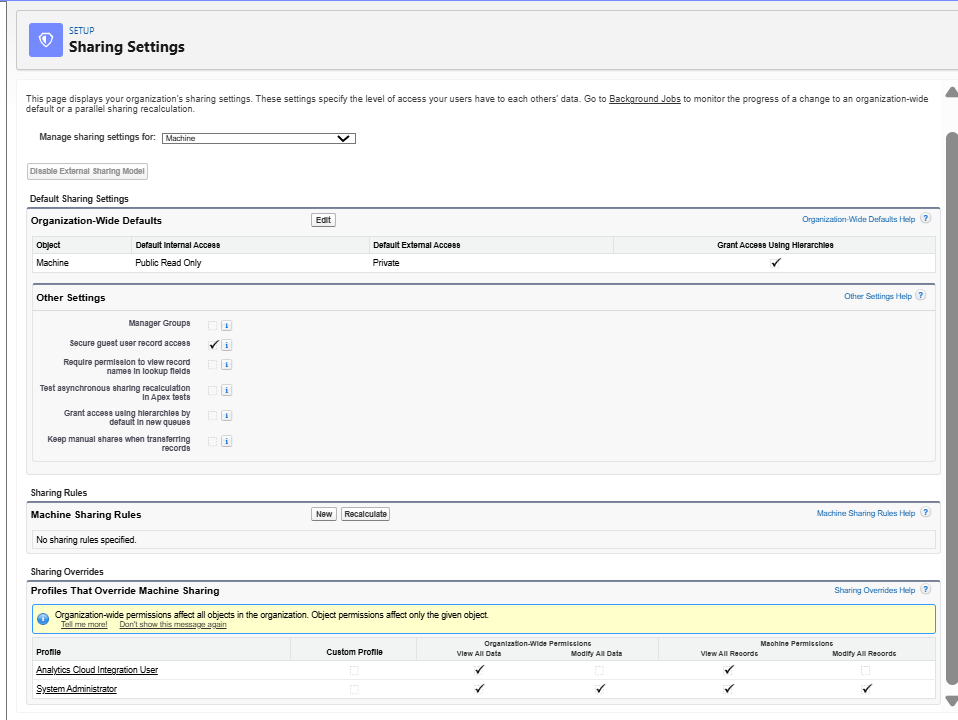 SETUP
Sharing Settings
This page displays your organization's sharing settings. These settings specify the level of access your users have to each others' data. Go to Background Jobs to monitor the progress of a change to an organization-wide
default or a parallel sharing recalculation.
Manage sharing settings for: Machine
Disable External Sharing Model
Default Sharing Settings
Organization-Wide Defaults Edit Organization-Wide Defaults Help ?
Object Default Internal Access Default External Access Grant Access Using Hierarchies
Machine Public Read Only Private
Other Settings Other Settings Help ?
Manager Groups i
Secure guest user record access i
Require permission to view record
names in lookup fields i
Test asynchronous sharing recalculation
in Apex tests i
Grant access using hierarchies by
default in new queues i
Keep manual shares when transferring
records i
Sharing Rules
Machine Sharing Rules New Recalculate Machine Sharing Rules Help ?
No sharing rules specified.
Sharing Overrides
Profiles That Override Machine Sharing Sharing Overrides Help ?
i Organization-wide permissions affect all objects in the organization. Object permissions affect only the given object.
Tell me more! Don't show this message again
Organization-Wide Permissions Machine Permissions
Profile Custom Profile View All Data Modify All Data View All Records Modify All Records
Analytics Cloud Integration User
System Administrator